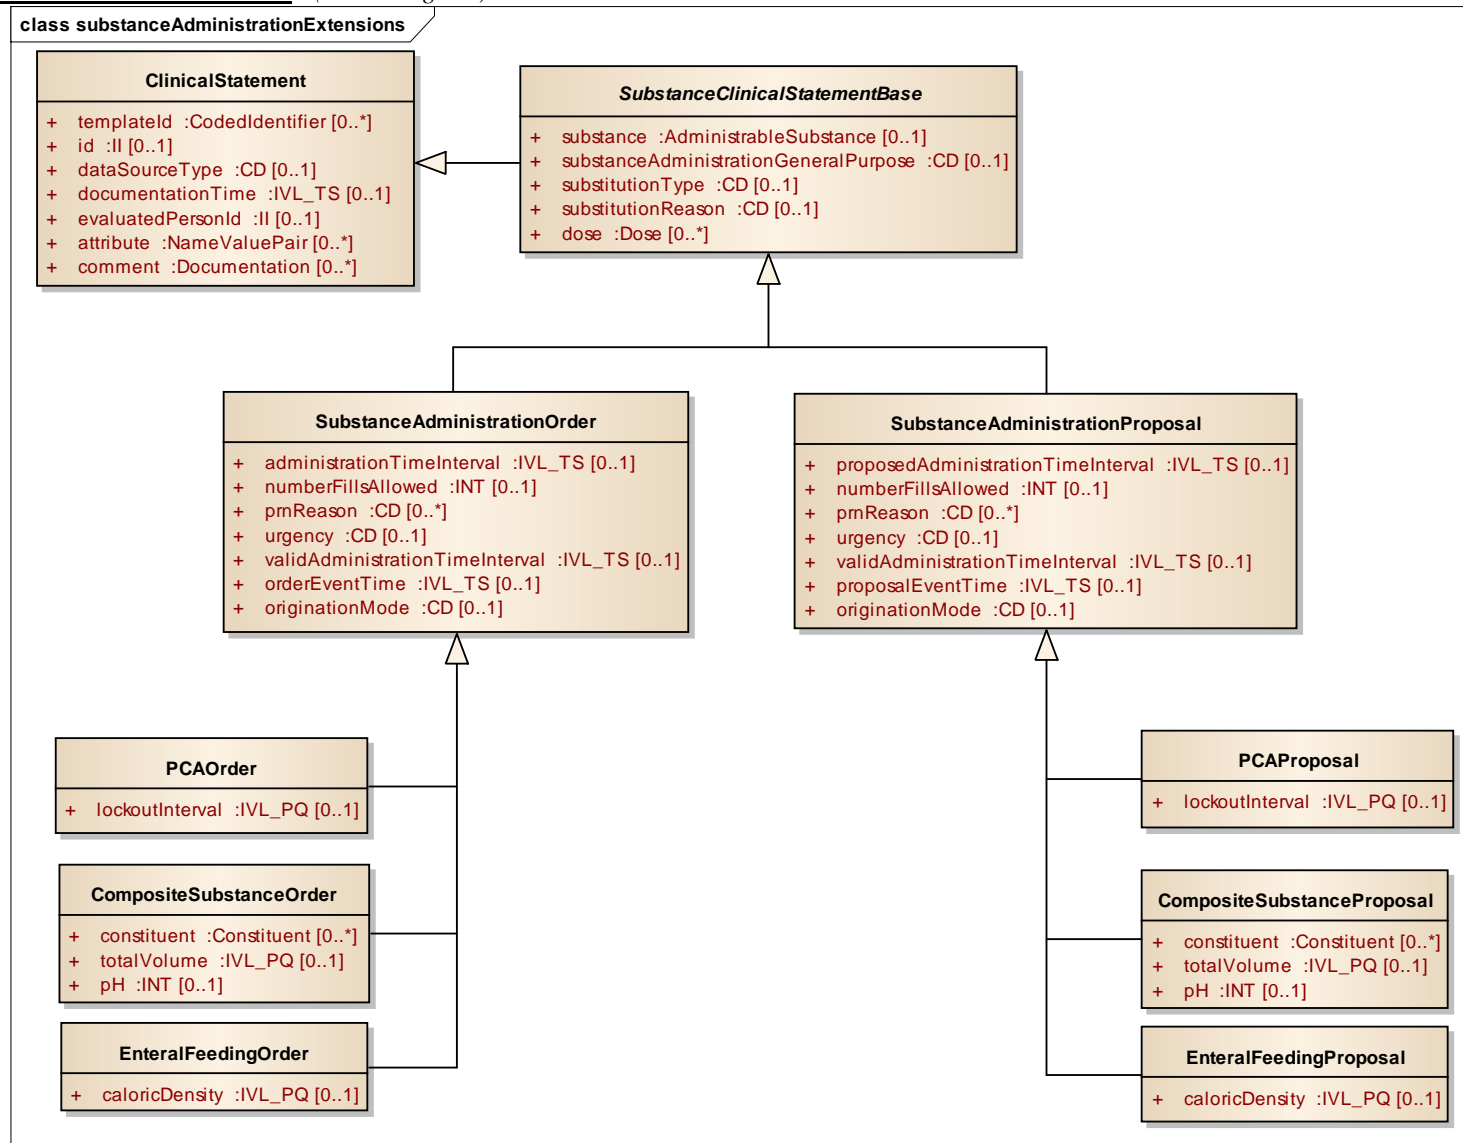 class substanceAdministrationExtensions
ClinicalStatement
+ templateId :CodedIdentifier [0..*]
+ id :II [0..1]
+ dataSourceType :CD [0..1]
+ documentationTime :IVL_TS [0..1]
+ evaluatedPersonId :II [0..1]
+ attribute :NameValuePair [0..*]
+ comment :Documentation [0..*]
SubstanceClinicalStatementBase
+ substance :AdministrableSubstance [0..1]
+ substanceAdministrationGeneralPurpose :CD [0..1]
+ substitutionType :CD [0..1]
+ substitutionReason :CD [0..1]
+ dose :Dose [0..*]
SubstanceAdministrationOrder
+ administrationTimeInterval :IVL_TS [0..1]
+ numberFillsAllowed :INT [0..1]
+ prnReason :CD [0..*]
+ urgency :CD [0..1]
+ validAdministrationTimeInterval :IVL_TS [0..1]
+ orderEventTime :IVL_TS [0..1]
+ originationMode :CD [0..1]
SubstanceAdministrationProposal
+ proposedAdministrationTimeInterval :IVL_TS [0..1]
+ numberFillsAllowed :INT [0..1]
+ prnReason :CD [0..*]
+ urgency :CD [0..1]
+ validAdministrationTimeInterval :IVL_TS [0..1]
+ proposalEventTime :IVL_TS [0..1]
+ originationMode :CD [0..1]
PCAOrder
+ lockoutInterval :IVL_PQ [0..1]
PCAProposal
+ lockoutInterval :IVL_PQ [0..1]
CompositeSubstanceOrder
+ constituent :Constituent [0..*]
+ totalVolume :IVL_PQ [0..1]
+ pH :INT [0..1]
CompositeSubstanceProposal
+ constituent :Constituent [0..*]
+ totalVolume :IVL_PQ [0..1]
+ pH :INT [0..1]
EnteralFeedingOrder
+ caloricDensity :IVL_PQ [0..1]
EnteralFeedingProposal
+ caloricDensity :IVL_PQ [0..1]